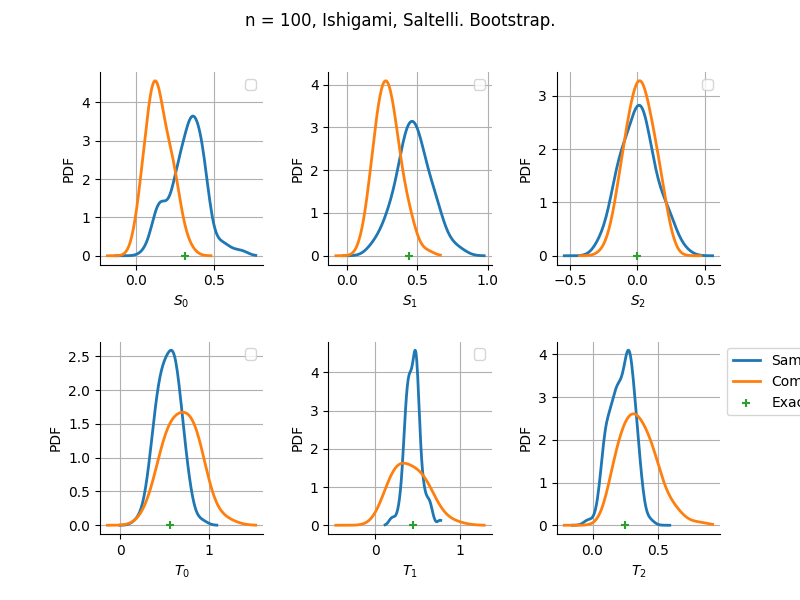 n = 100, Ishigami, Saltelli. Bootstrap.
PDF
4
3
2
1
0
0.0 0.5
S₀
PDF
4
3
2
1
0
0.0 0.5 1.0
S₁
PDF
3
2
1
0
−0.5 0.0 0.5
S₂
PDF
2.5
2.0
1.5
1.0
0.5
0.0
0 1
T₀
PDF
4
3
2
1
0
0 1
T₁
PDF
4
3
2
1
0
0.0 0.5
T₂
Sam
Com
Exac